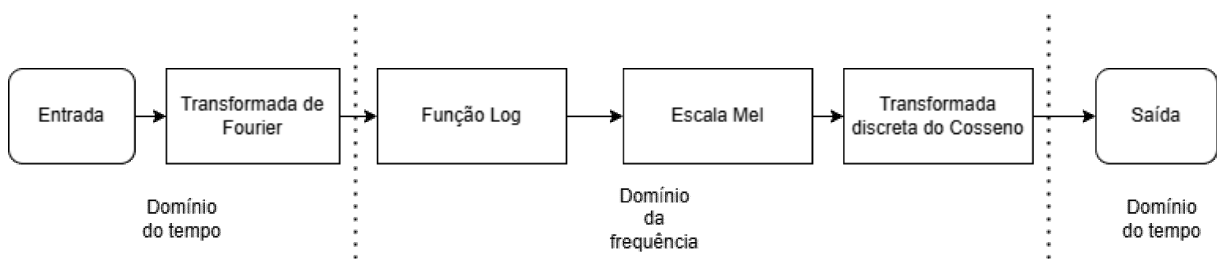 Entrada
Transformada de
Fourier
Função Log
Escala Mel
Transformada
discreta do Cosseno
Saída
Domínio
do tempo
Domínio
da
frequência
Domínio
do tempo